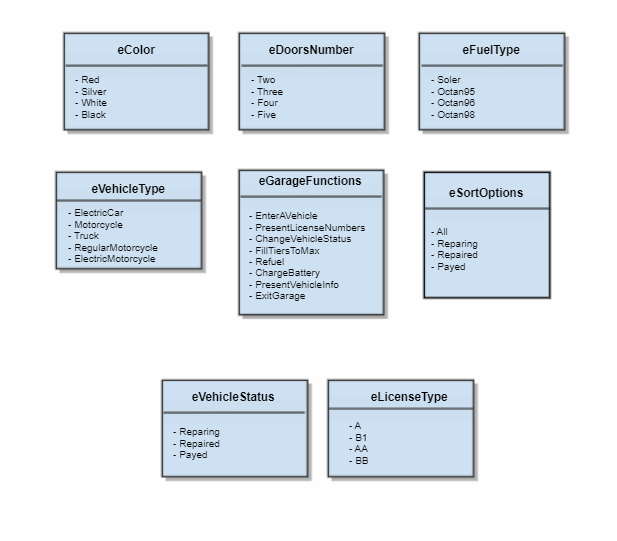 eColor
- Red
- Silver
- White
- Black
eDoorsNumber
- Two
- Three
- Four
- Five
eFuelType
- Soler
- Octan95
- Octan96
- Octan98
eVehicleType
- ElectricCar
- Motorcycle
- Truck
- RegularMotorcycle
- ElectricMotorcycle
eGarageFunctions
- EnterAVehicle
- PresentLicenseNumbers
- ChangeVehicleStatus
- FillTiersToMax
- Refuel
- ChargeBattery
- PresentVehicleInfo
- ExitGarage
eSortOptions
- All
- Reparing
- Repaired
- Payed
eVehicleStatus
- Reparing
- Repaired
- Payed
eLicenseType
- A
- B1
- AA
- BB